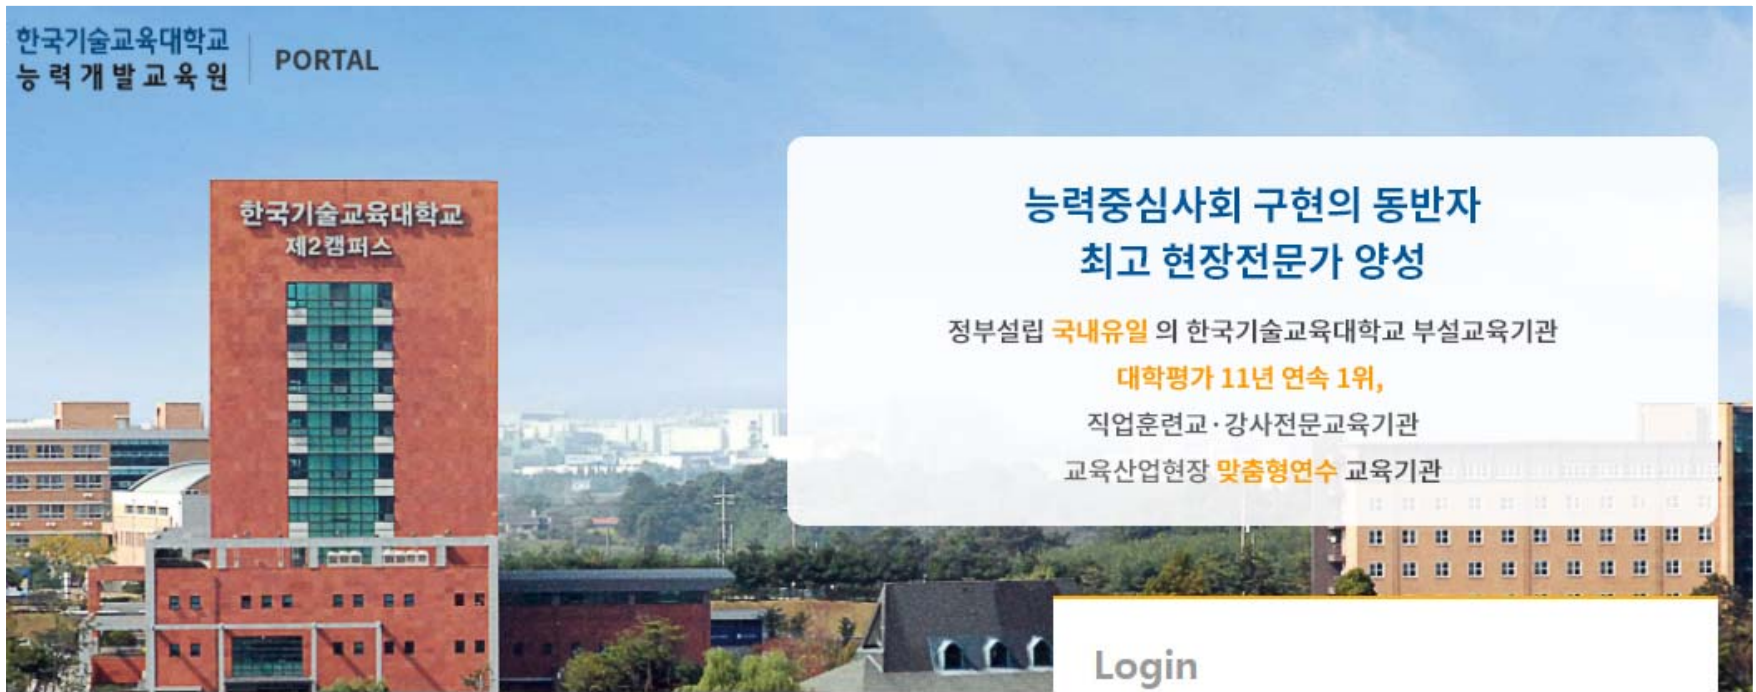 한국기술교육대학교
능력개발교육원
PORTAL
한국기술교육대학교
제2캠퍼스
능력중심사회 구현의 동반자
최고 현장전문가 양성
정부설립 국내유일 의 한국기술교육대학교 부설교육기관
대학평가 11년 연속 1위,
직업훈련교·강사전문교육기관
교육산업현장 맞춤형연수 교육기관
Login